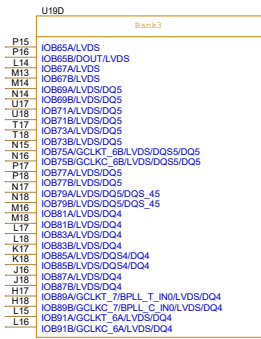 U19D
Bank3
P15 IOB65A/LVDS
P16 IOB65B/DOUT/LVDS
L14 IOB67A/LVDS
M13 IOB67B/LVDS
M14 IOB69A/LVDS/DQ5
N14 IOB69B/LVDS/DQ5
U17 IOB71A/LVDS/DQ5
U18 IOB71B/LVDS/DQ5
T17 IOB73A/LVDS/DQ5
T18 IOB73B/LVDS/DQ5
N15 IOB75A/GCLKT_6B/LVDS/DQS5/DQ5
N16 IOB75B/GCLKC_6B/LVDS/DQS5/DQ5
P17 IOB77A/LVDS/DQ5
P18 IOB77B/LVDS/DQ5
N17 IOB79A/LVDS/DQ5/DQS_45
N18 IOB79B/LVDS/DQ5/DQS_45
M16 IOB81A/LVDS/DQ4
M18 IOB81B/LVDS/DQ4
L17 IOB83A/LVDS/DQ4
L18 IOB83B/LVDS/DQ4
K17 IOB85A/LVDS/DQS4/DQ4
K18 IOB85B/LVDS/DQS4/DQ4
J16 IOB87A/LVDS/DQ4
J18 IOB87B/LVDS/DQ4
H17 IOB89A/GCLKT_7/BPLL_T_IN0/LVDS/DQ4
H18 IOB89B/GCLKC_7/BPLL_C_IN0/LVDS/DQ4
L15 IOB91A/GCLKT_6A/LVDS/DQ4
L16 IOB91B/GCLKC_6A/LVDS/DQ4